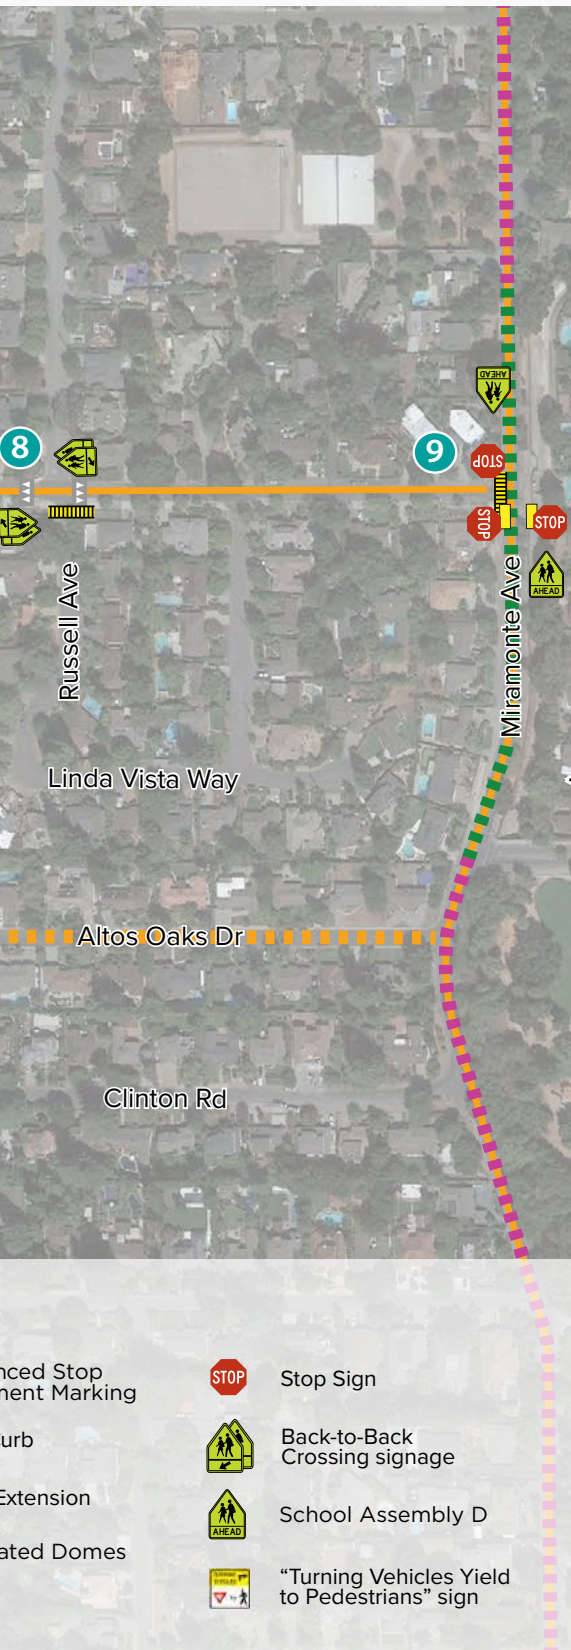 AHEAD
8
9
STOP
STOP
STOP
AHEAD
Russell Ave
Miramonte Ave
Linda Vista Way
Altos Oaks Dr
Clinton Rd
nced Stop
ment Marking
urb
Extension
ated Domes
STOP
Stop Sign
Back-to-Back
Crossing signage
AHEAD
School Assembly D
“Turning Vehicles Yield
to Pedestrians” sign